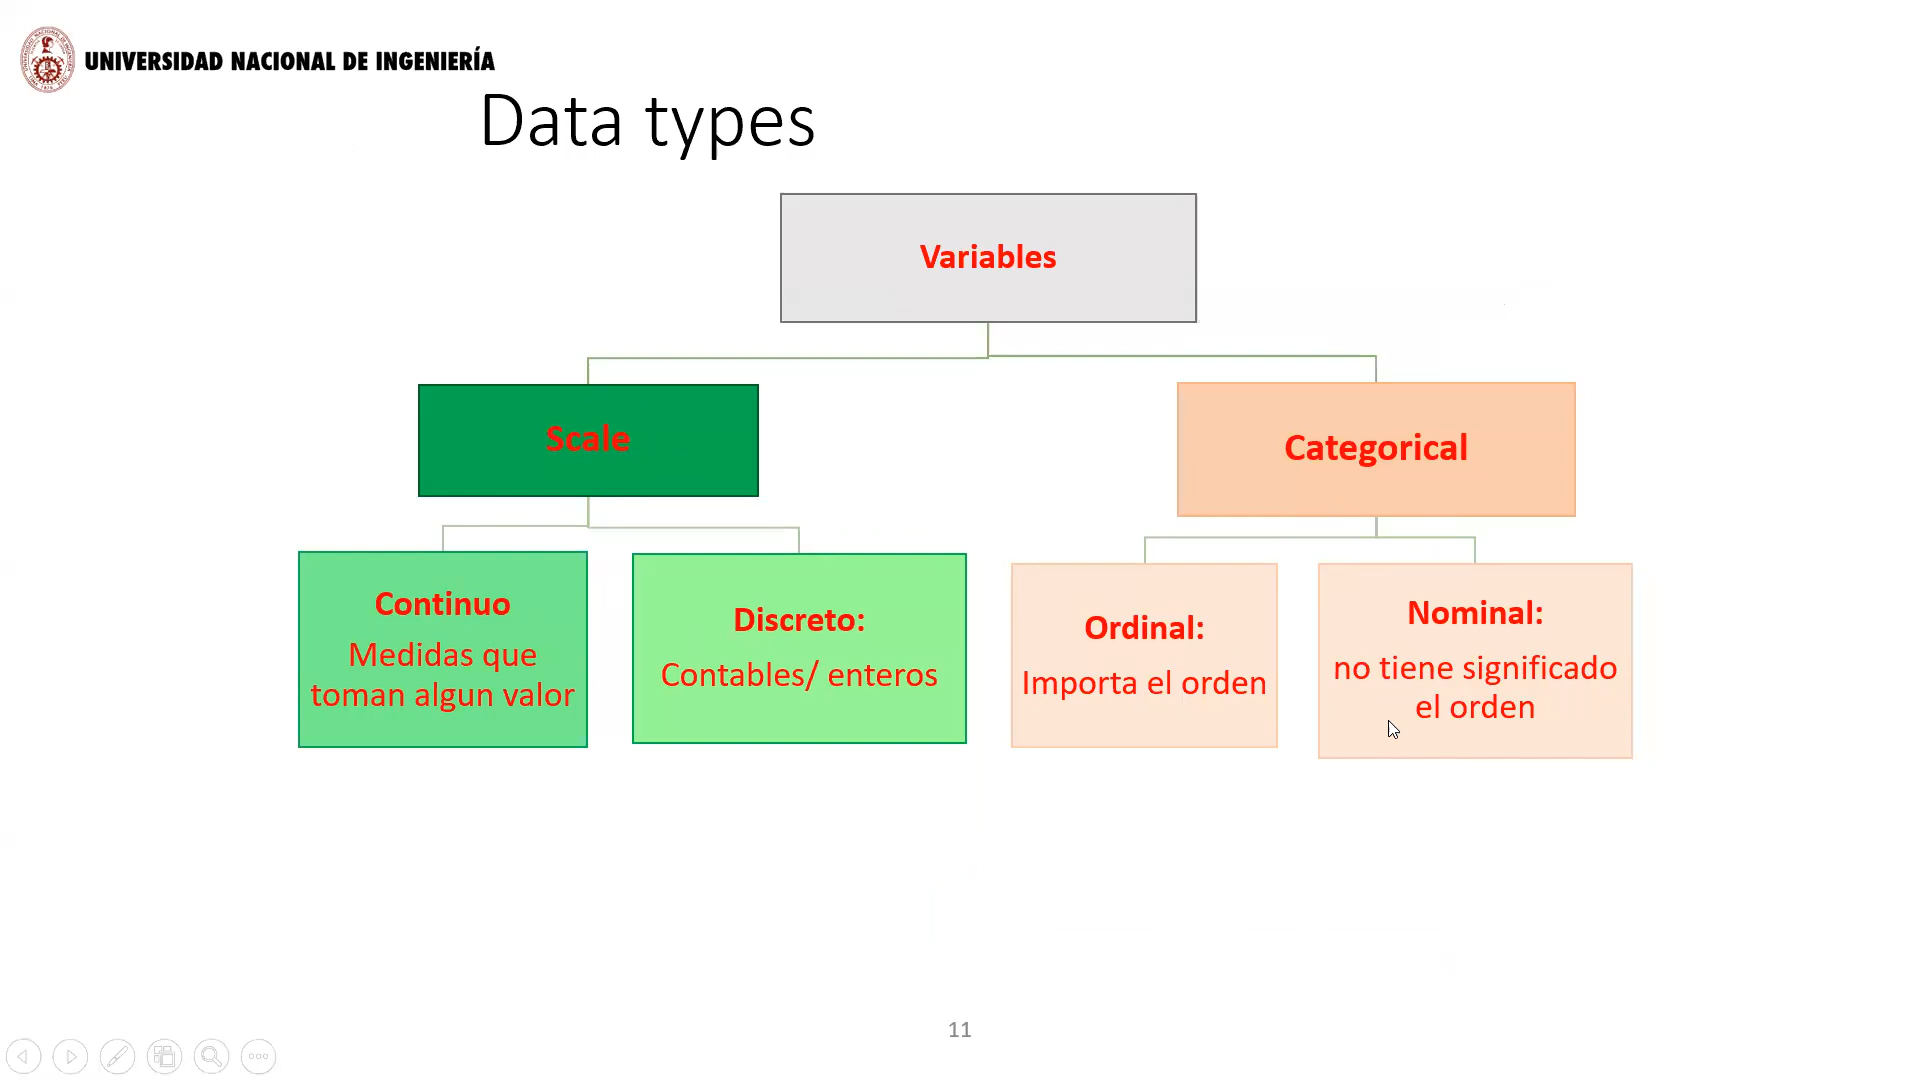 UNIVERSIDAD NACIONAL DE INGENIERÍA
Data types
Variables
Scale
Categorical
Continuo
Medidas que
toman algun valor
Discreto:
Contables/ enteros
Ordinal:
Importa el orden
Nominal:
no tiene significado
el orden
11